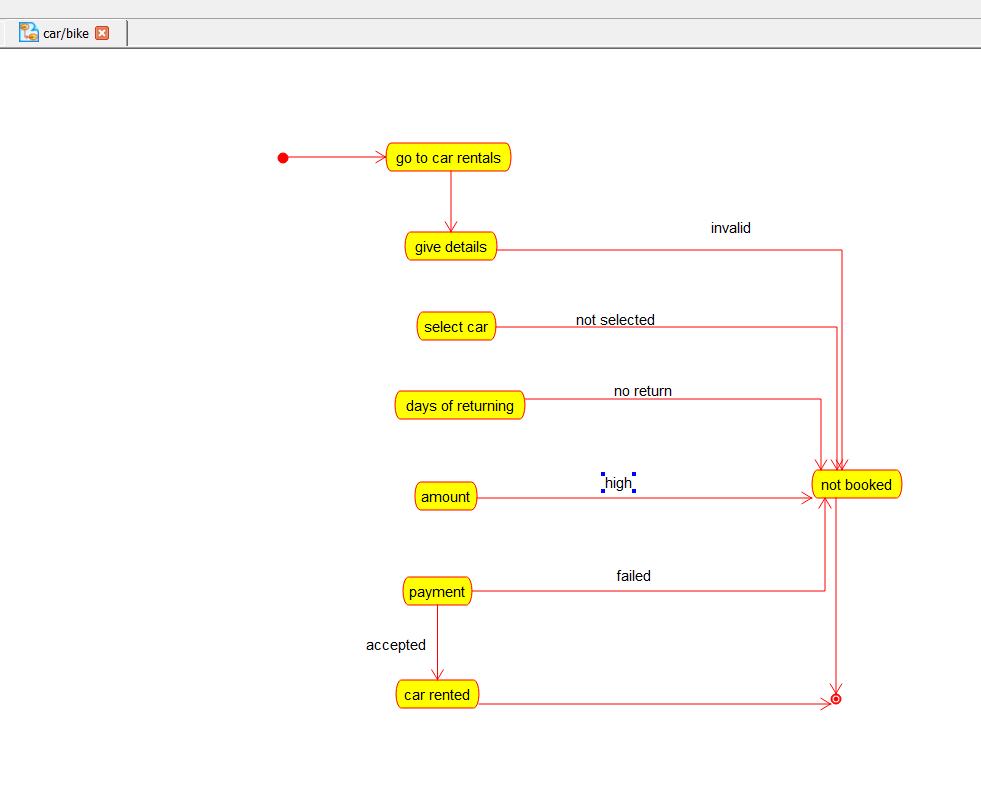 car/bike
go to car rentals
give details
invalid
select car
not selected
days of returning
no return
amount
high
not booked
payment
failed
accepted
car rented